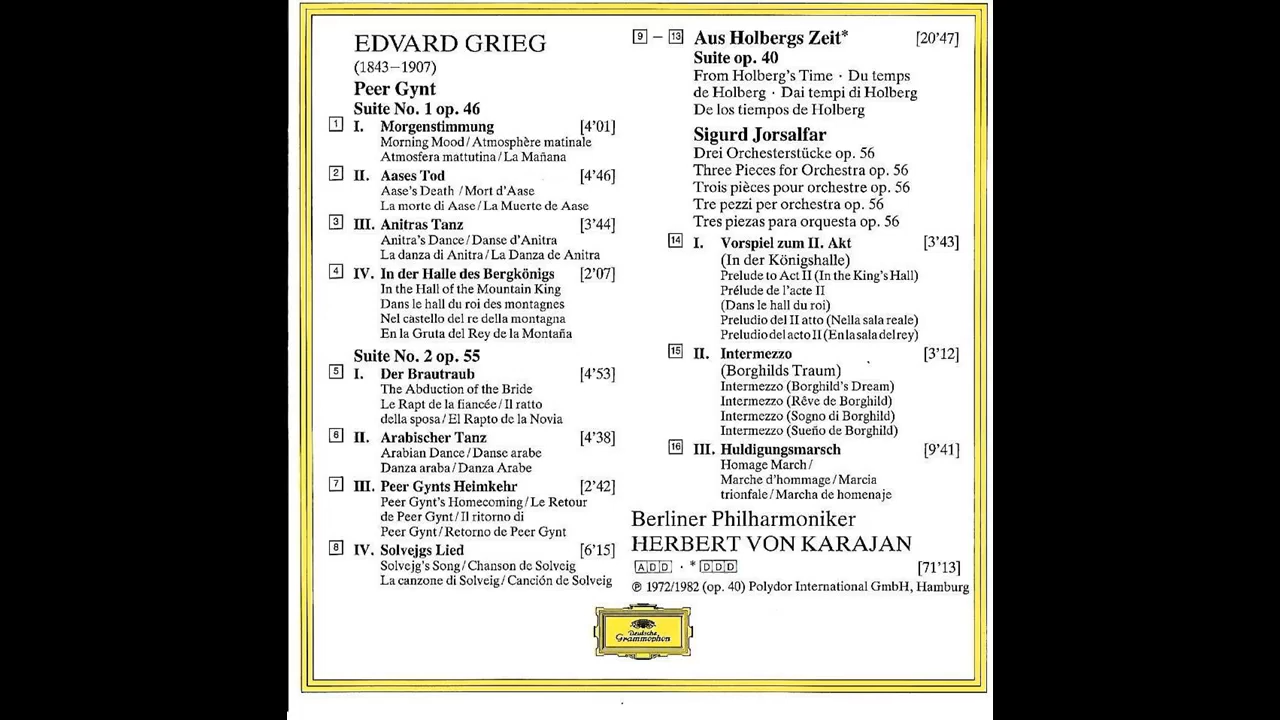 EDVARD GRIEG
(1843–1907)
Peer Gynt
Suite No. 1 op. 46
1 I. Morgenstimmung [4'01]
Morning Mood / Atmosphère matinale
Atmosfera mattutina / La Mañana
2 II. Aases Tod [4'46]
Aase's Death / Mort d'Aase
La morte di Aase / La Muerte de Aase
3 III. Anitras Tanz [3'44]
Anitra's Dance / Danse d'Anitra
La danza di Anitra / La Danza de Anitra
4 IV. In der Halle des Bergkönigs [2'07]
In the Hall of the Mountain King
Dans le hall du roi des montagnes
Nel castello del re della montagna
En la Gruta del Rey de la Montaña
Suite No. 2 op. 55
5 I. Der Brautraub [4'53]
The Abduction of the Bride
Le Rapt de la fiancée / Il ratto
della sposa / El Rapto de la Novia
6 II. Arabischer Tanz [4'38]
Arabian Dance / Danse arabe
Danza araba / Danza Arabe
7 III. Peer Gynts Heimkehr [2'42]
Peer Gynt's Homecoming / Le Retour
de Peer Gynt / Il ritorno di
Peer Gynt / Retorno de Peer Gynt
8 IV. Solvejgs Lied [6'15]
Solvejg's Song / Chanson de Solveig
La canzone di Solveig / Canción de Solveig
9 – 13 Aus Holbergs Zeit* [20'47]
Suite op. 40
From Holberg's Time · Du temps
de Holberg · Dai tempi di Holberg
De los tiempos de Holberg
Sigurd Jorsalfar
Drei Orchesterstücke op. 56
Three Pieces for Orchestra op. 56
Trois pièces pour orchestre op. 56
Tre pezzi per orchestra op. 56
Tres piezas para orquesta op. 56
14 I. Vorspiel zum II. Akt [3'43]
(In der Königshalle)
Prelude to Act II (In the King's Hall)
Prélude de l'acte II
(Dans le hall du roi)
Preludio del II atto (Nella sala reale)
Preludio del acto II (En la sala del rey)
15 II. Intermezzo [3'12]
(Borghilds Traum)
Intermezzo (Borghild's Dream)
Intermezzo (Rêve de Borghild)
Intermezzo (Sogno di Borghild)
Intermezzo (Sueño de Borghild)
16 III. Huldigungsmarsch [9'41]
Homage March /
Marche d'hommage / Marcia
trionfale / Marcha de homenaje
Berliner Philharmoniker
HERBERT VON KARAJAN
ADD · *DDD [71'13]
℗ 1972/1982 (op. 40) Polydor International GmbH, Hamburg
Deutsche
Grammophon